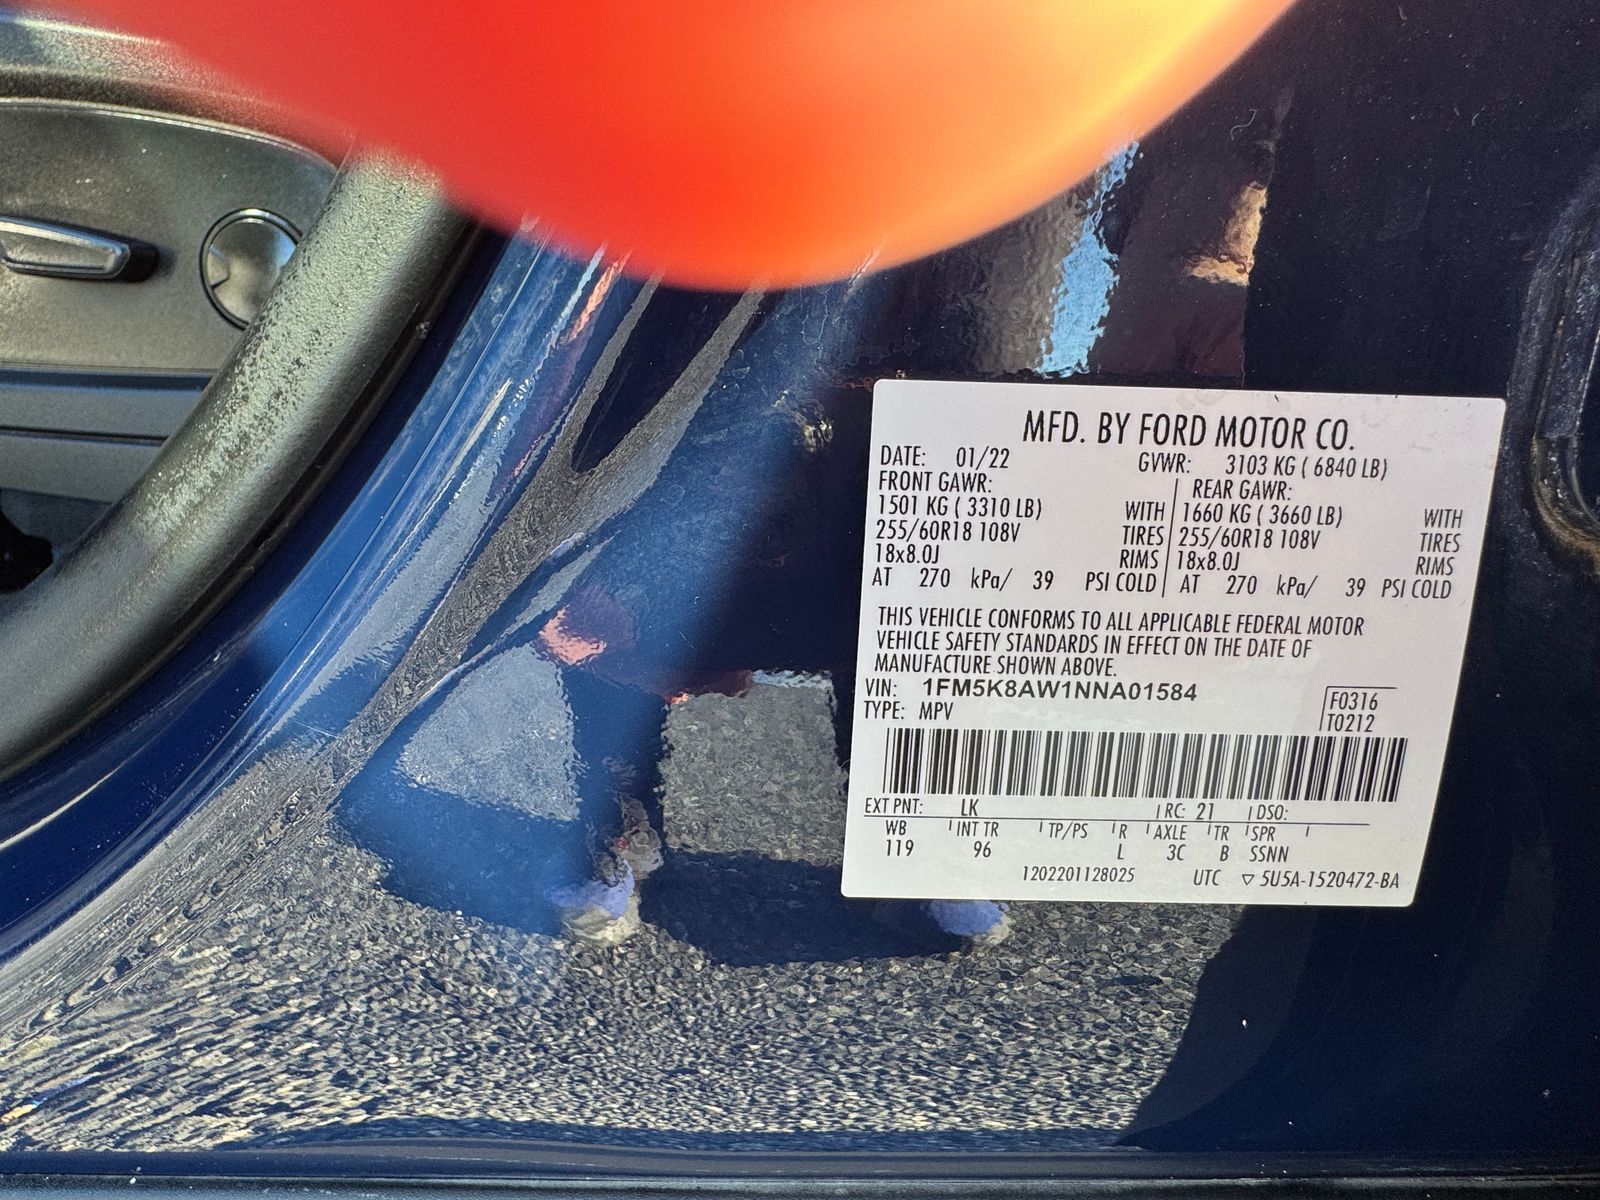 MFD. BY FORD MOTOR CO.
DATE: 01/22 GVWR: 3103 KG ( 6840 LB)
FRONT GAWR: REAR GAWR:
1501 KG ( 3310 LB) WITH 1660 KG ( 3660 LB) WITH
255/60R18 108V TIRES 255/60R18 108V TIRES
18x8.0J RIMS 18x8.0J RIMS
AT 270 kPa/ 39 PSI COLD AT 270 kPa/ 39 PSI COLD
THIS VEHICLE CONFORMS TO ALL APPLICABLE FEDERAL MOTOR
VEHICLE SAFETY STANDARDS IN EFFECT ON THE DATE OF
MANUFACTURE SHOWN ABOVE.
VIN: 1FM5K8AW1NNA01584 F0316
TYPE: MPV T0212
EXT PNT: LK RC: 21 DSO:
WB INT TR TP/PS R AXLE TR SPR
119 96 L 3C B SSNN
1202201128025 UTC ▽ 5U5A-1520472-BA